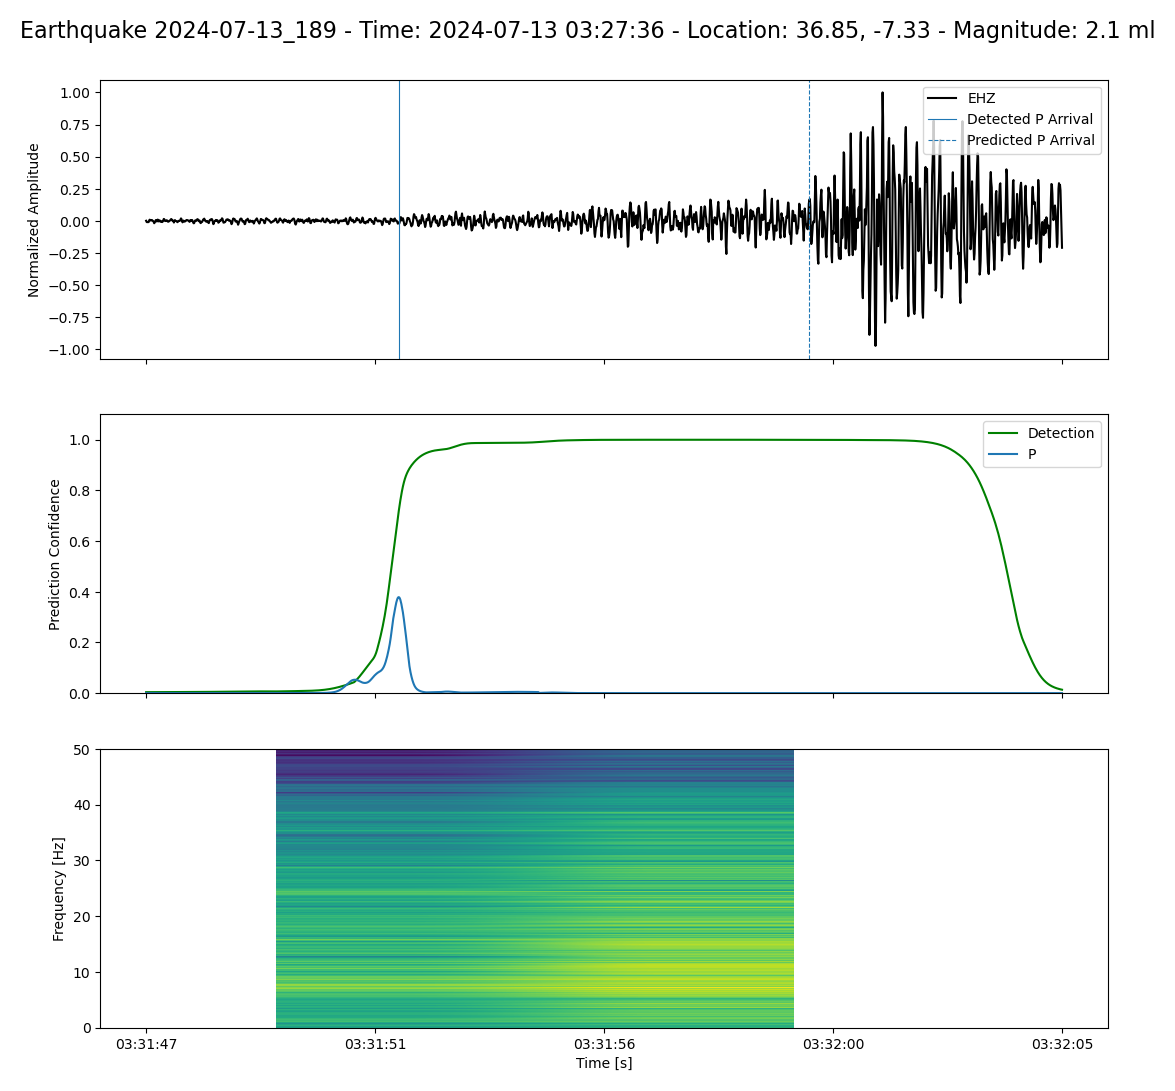 Earthquake 2024-07-13_189 - Time: 2024-07-13 03:27:36 - Location: 36.85, -7.33 - Magnitude: 2.1 ml
Normalized Amplitude
1.00
0.75
0.50
0.25
0.00
−0.25
−0.50
−0.75
−1.00
EHZ
Detected P Arrival
Predicted P Arrival
Prediction Confidence
1.0
0.8
0.6
0.4
0.2
0.0
Detection
P
Frequency [Hz]
50
40
30
20
10
0
03:31:47 03:31:51 03:31:56 03:32:00 03:32:05
Time [s]